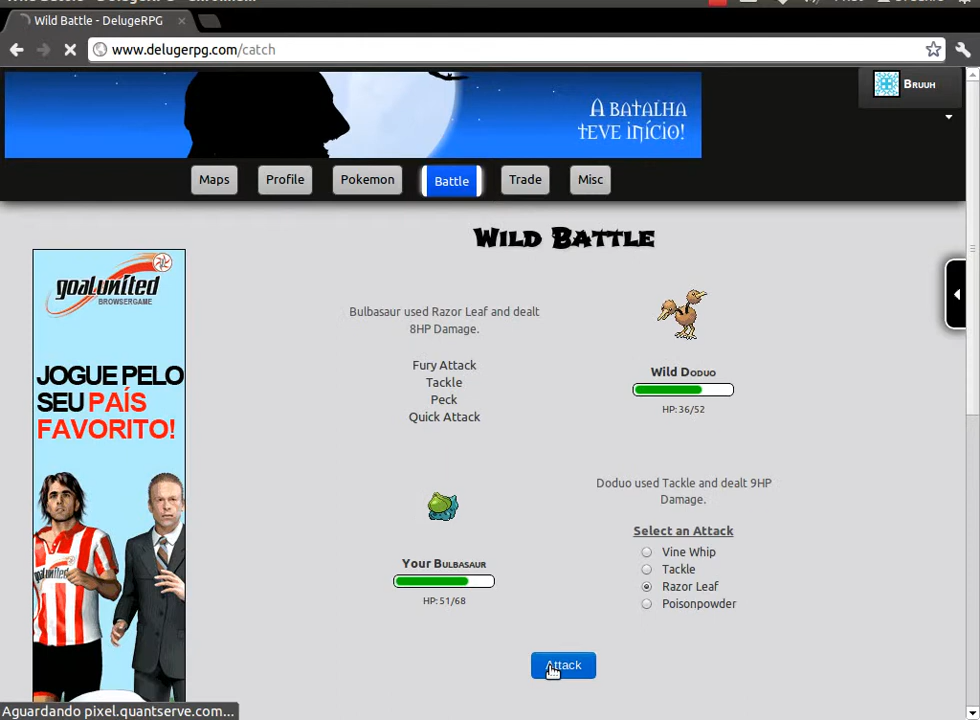 Wild Battle - DelugeRPG
www.delugerpg.com/catch
A BATALHA
TEVE INÍCIO!
BRUUH
Maps
Profile
Pokemon
Battle
Trade
Misc
WILD BATTLE
goalunited
BROWSERGAME
JOGUE PELO
SEU PAÍS
FAVORITO!
Bulbasaur used Razor Leaf and dealt
8HP Damage.
Fury Attack
Tackle
Peck
Quick Attack
Wild Doduo
HP: 36/52
Your Bulbasaur
HP: 51/68
Doduo used Tackle and dealt 9HP
Damage.
Select an Attack
Vine Whip
Tackle
Razor Leaf
Poisonpowder
Attack
Aguardando pixel.quantserve.com...